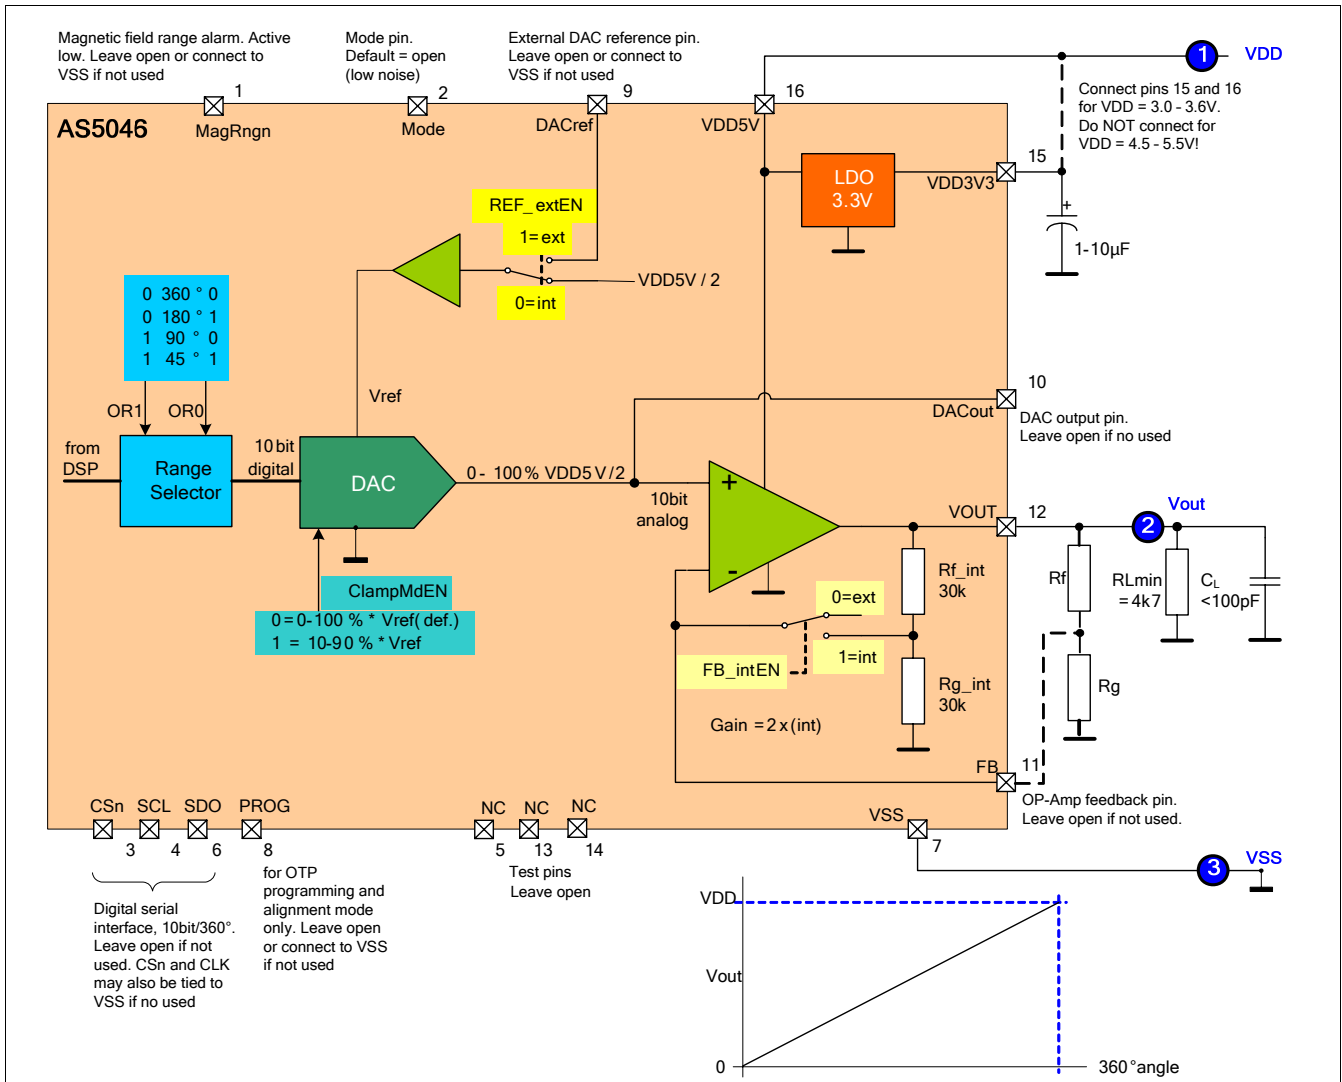 Magnetic field range alarm. Active
low. Leave open or connect to
VSS if not used
Mode pin.
Default = open
(low noise)
External DAC reference pin.
Leave open or connect to
VSS if not used
1
VDD
Connect pins 15 and 16
for VDD = 3.0 - 3.6V.
Do NOT connect for
VDD = 4.5 - 5.5V!
1
2
9
16
AS5046
MagRngn
Mode
DACref
VDD5V
15
LDO
3.3V
VDD3V3
+
1-10µF
REF_extEN
1=ext
VDD5V / 2
0=int
0 360 ° 0
0 180 ° 1
1 90 ° 0
1 45 ° 1
OR1
OR0
Vref
10
DACout
DAC output pin.
Leave open if no used
from
DSP
Range
Selector
10 bit
digital
DAC
0 - 100 % VDD5V/2
10bit
analog
+
-
VOUT
12
2
Vout
Rf_int
30k
Rf
RLmin
= 4k7
CL
<100pF
ClampMdEN
0 = 0-100 % * Vref( def.)
1 = 10-90 % * Vref
0=ext
1=int
FB_intEN
Rg_int
30k
Rg
Gain = 2 x (int)
FB
11
OP-Amp feedback pin.
Leave open if not used.
CSn
SCL
SDO
PROG
NC
NC
NC
VSS
3
4
6
8
5
13
14
7
3
VSS
Digital serial
interface, 10bit/360°.
Leave open if not
used. CSn and CLK
may also be tied to
VSS if no used
for OTP
programming and
alignment mode
only. Leave open
or connect to VSS
if not used
Test pins
Leave open
VDD
Vout
0
360°angle